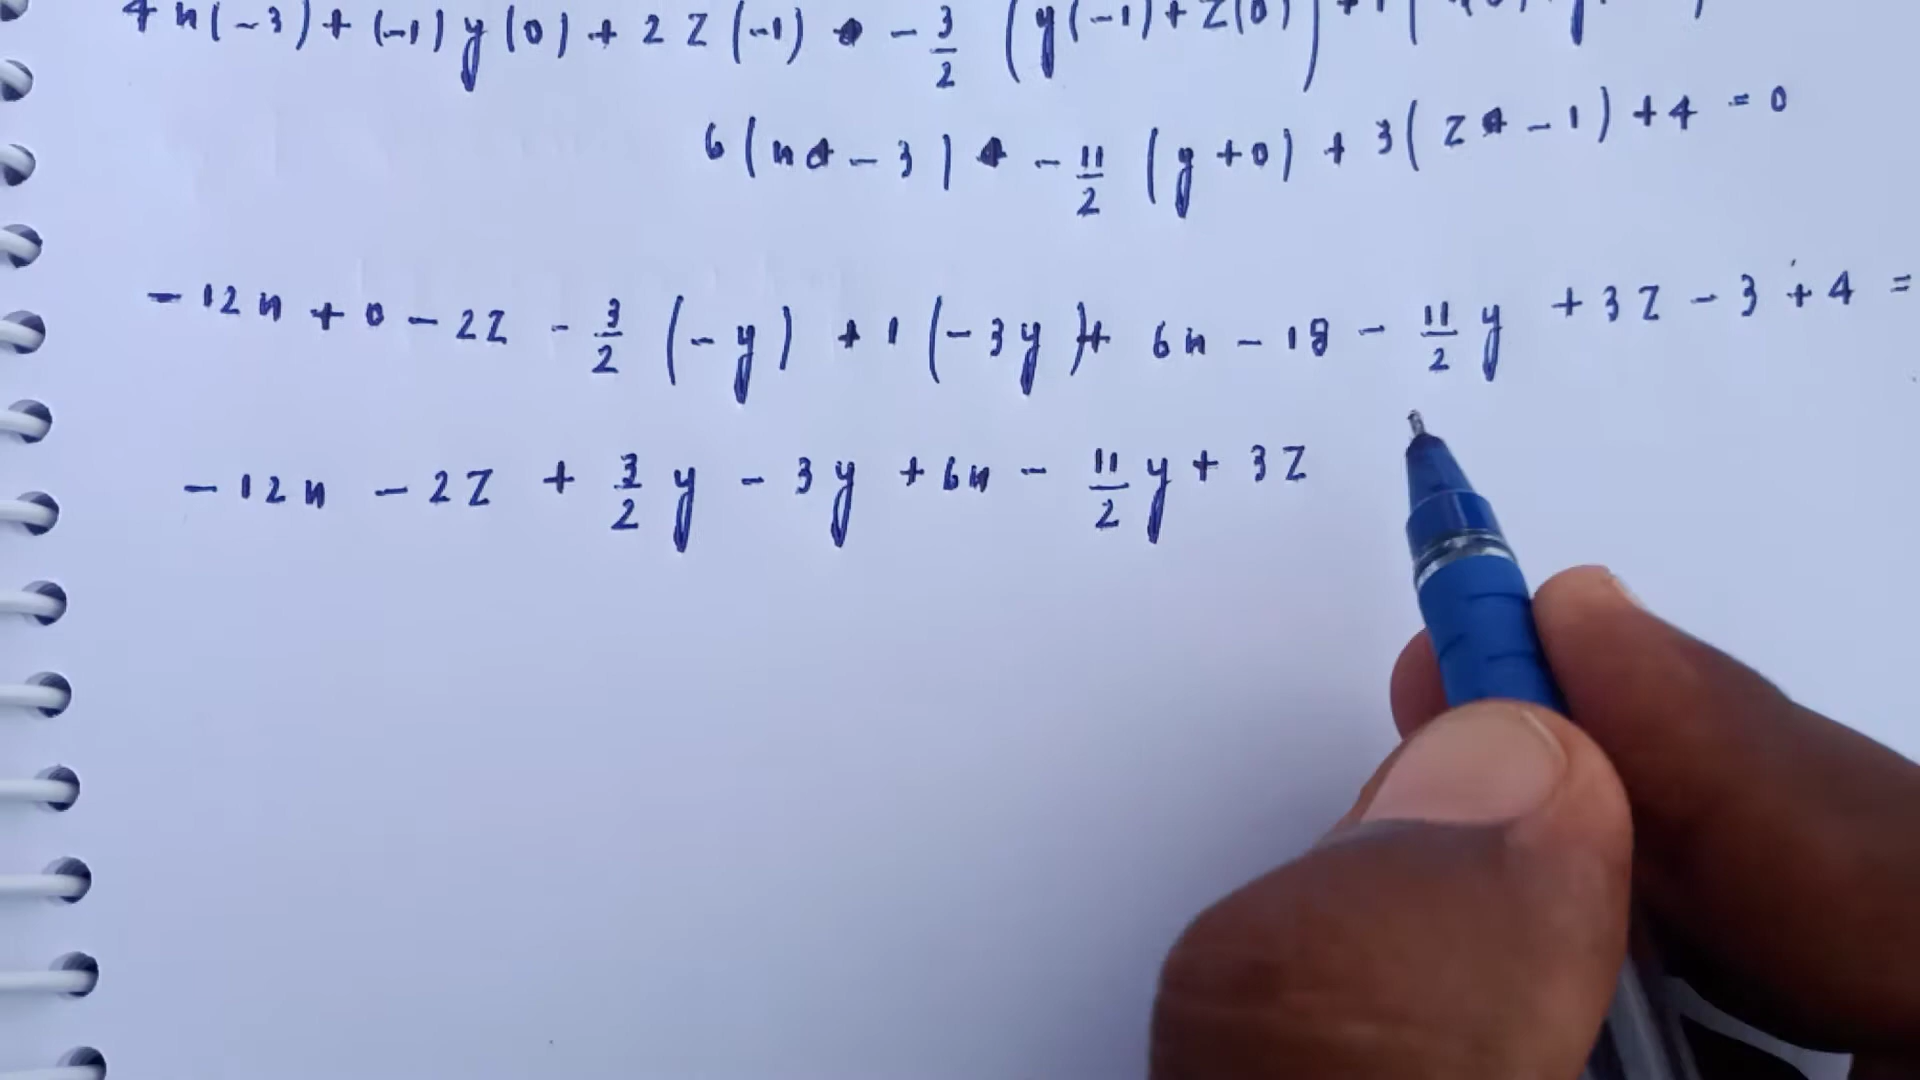 4x(-3) + (-1)y(0) + 2z(-1) - 3/2 (y(-1) + z(0)) + 1(
6(x - 3) - 11/2 (y + 0) + 3(z - 1) + 4 = 0
-12x + 0 - 2z - 3/2 (-y) + 1(-3y) + 6x - 18 - 11/2 y + 3z - 3 + 4 =
-12x - 2z + 3/2 y - 3y + 6x - 11/2 y + 3z